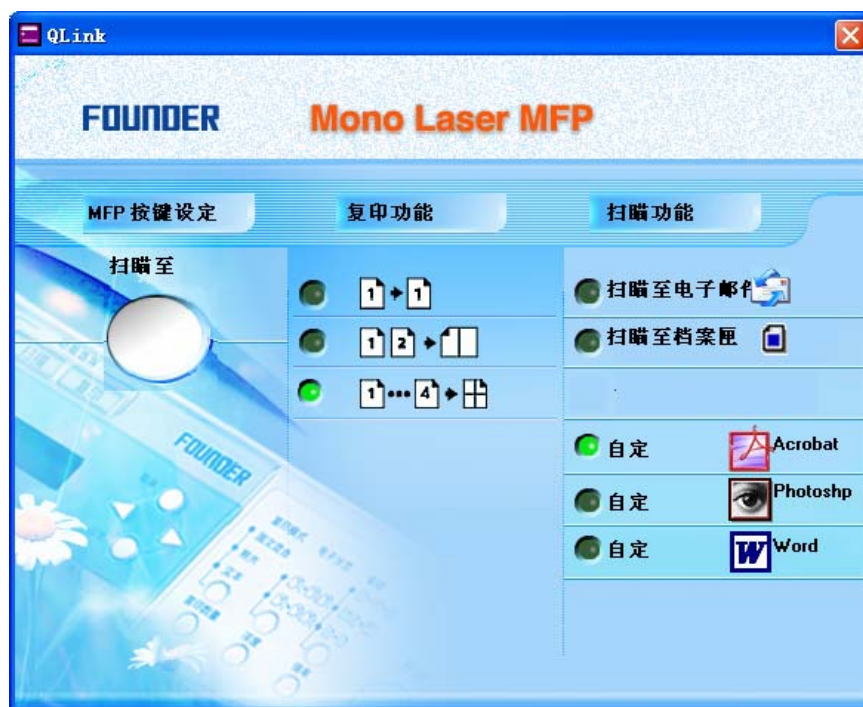 QLink
FOUNDER
Mono Laser MFP
MFP 按键设定
复印功能
扫瞄功能
扫瞄至
1 1
1 2
1 ••• 4
扫瞄至电子邮件
扫瞄至档案匣
自定 Acrobat
自定 Photoshp
自定 Word
FOUNDER